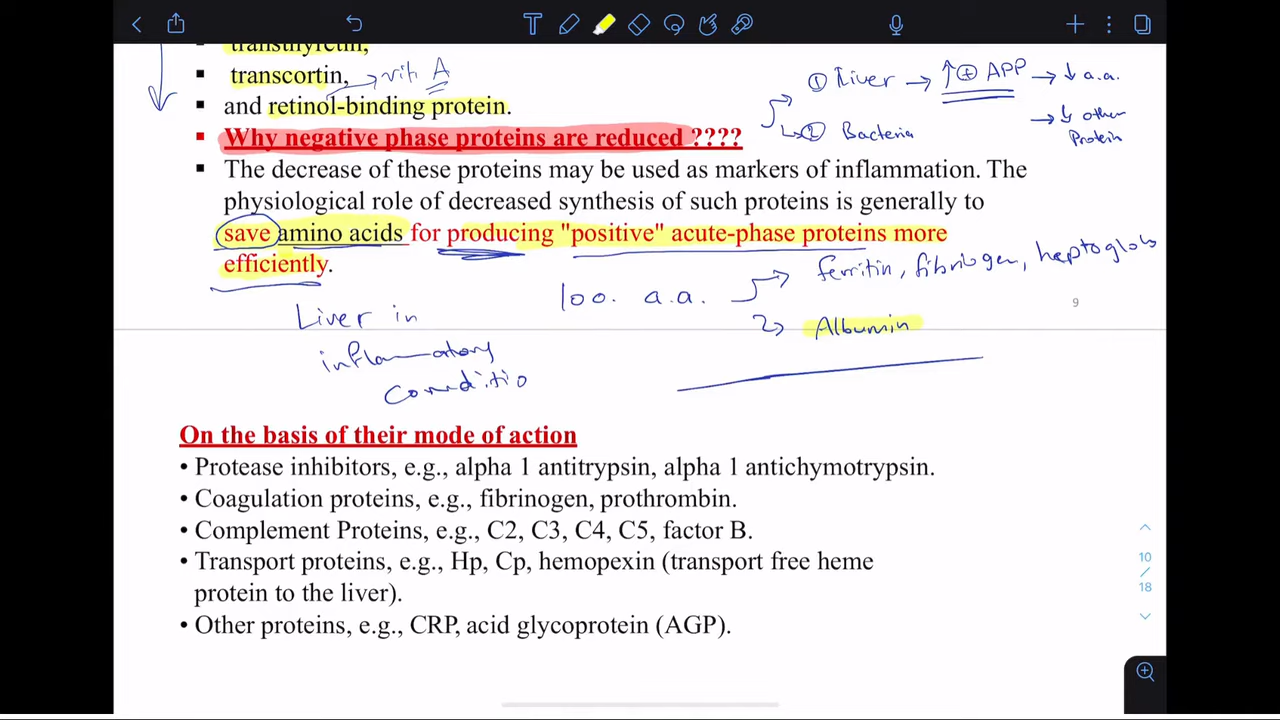 transthyretin,
▪ transcortin, → vit. A
▪ and retinol-binding protein.
① Liver → ↑ ⊕ APP → ↓ a.a.
→ ↓ other Protein
② Bacteria
▪ Why negative phase proteins are reduced ????
▪ The decrease of these proteins may be used as markers of inflammation. The
physiological role of decreased synthesis of such proteins is generally to
save amino acids for producing "positive" acute-phase proteins more
efficiently.
100. a.a.
ferritin, fibriogen, heptoglob
2) Albumin
Liver in
inflammatory
9
On the basis of their mode of action
• Protease inhibitors, e.g., alpha 1 antitrypsin, alpha 1 antichymotrypsin.
• Coagulation proteins, e.g., fibrinogen, prothrombin.
• Complement Proteins, e.g., C2, C3, C4, C5, factor B.
• Transport proteins, e.g., Hp, Cp, hemopexin (transport free heme
protein to the liver).
• Other proteins, e.g., CRP, acid glycoprotein (AGP).
10
/
18